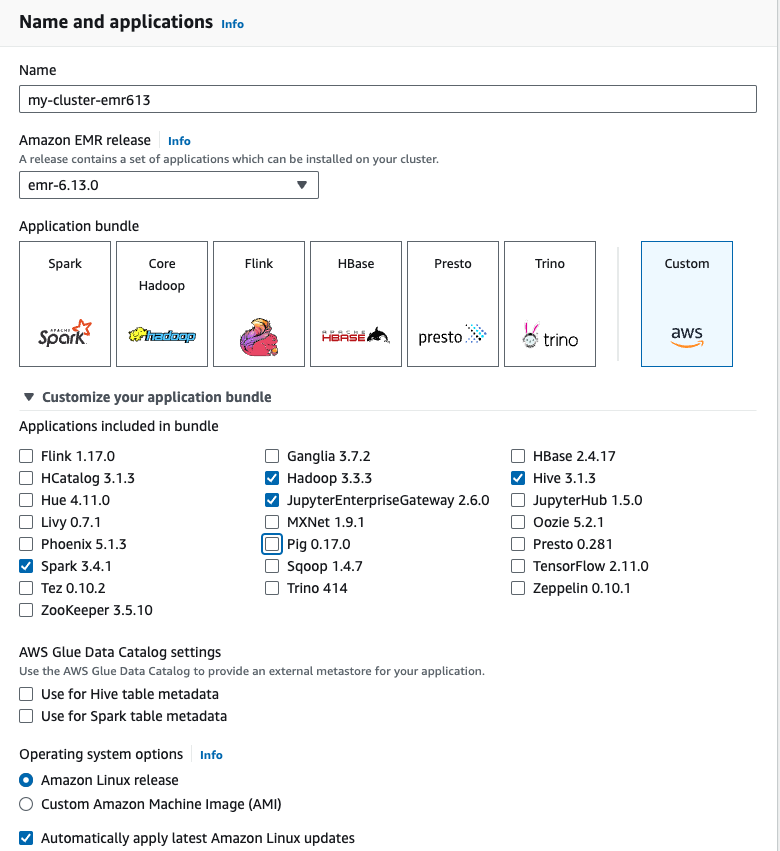 Name and applications Info
Name
my-cluster-emr613
Amazon EMR release Info
A release contains a set of applications which can be installed on your cluster.
emr-6.13.0
Application bundle
Spark
Core Hadoop
Flink
HBase
Presto
Trino
Custom
APACHE Spark
hadoop
APACHE HBASE
presto
trino
aws
Customize your application bundle
Applications included in bundle
Flink 1.17.0 Ganglia 3.7.2 HBase 2.4.17
HCatalog 3.1.3 Hadoop 3.3.3 Hive 3.1.3
Hue 4.11.0 JupyterEnterpriseGateway 2.6.0 JupyterHub 1.5.0
Livy 0.7.1 MXNet 1.9.1 Oozie 5.2.1
Phoenix 5.1.3 Pig 0.17.0 Presto 0.281
Spark 3.4.1 Sqoop 1.4.7 TensorFlow 2.11.0
Tez 0.10.2 Trino 414 Zeppelin 0.10.1
ZooKeeper 3.5.10
AWS Glue Data Catalog settings
Use the AWS Glue Data Catalog to provide an external metastore for your application.
Use for Hive table metadata
Use for Spark table metadata
Operating system options Info
Amazon Linux release
Custom Amazon Machine Image (AMI)
Automatically apply latest Amazon Linux updates